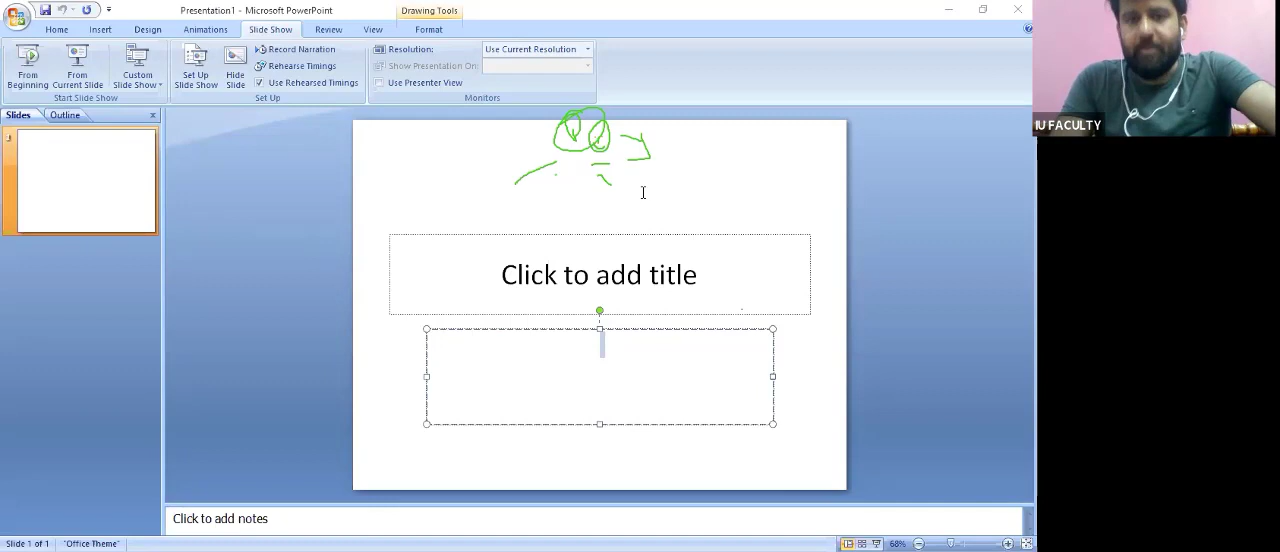 Presentation1 - Microsoft PowerPoint
Drawing Tools
Home
Insert
Design
Animations
Slide Show
Review
View
Format
From Beginning
From Current Slide
Custom Slide Show
Start Slide Show
Set Up Slide Show
Hide Slide
Record Narration
Rehearse Timings
Use Rehearsed Timings
Set Up
Resolution:
Use Current Resolution
Show Presentation On:
Use Presenter View
Monitors
IU FACULTY
Slides
Outline
1
Click to add title
Click to add notes
Slide 1 of 1
"Office Theme"
68%